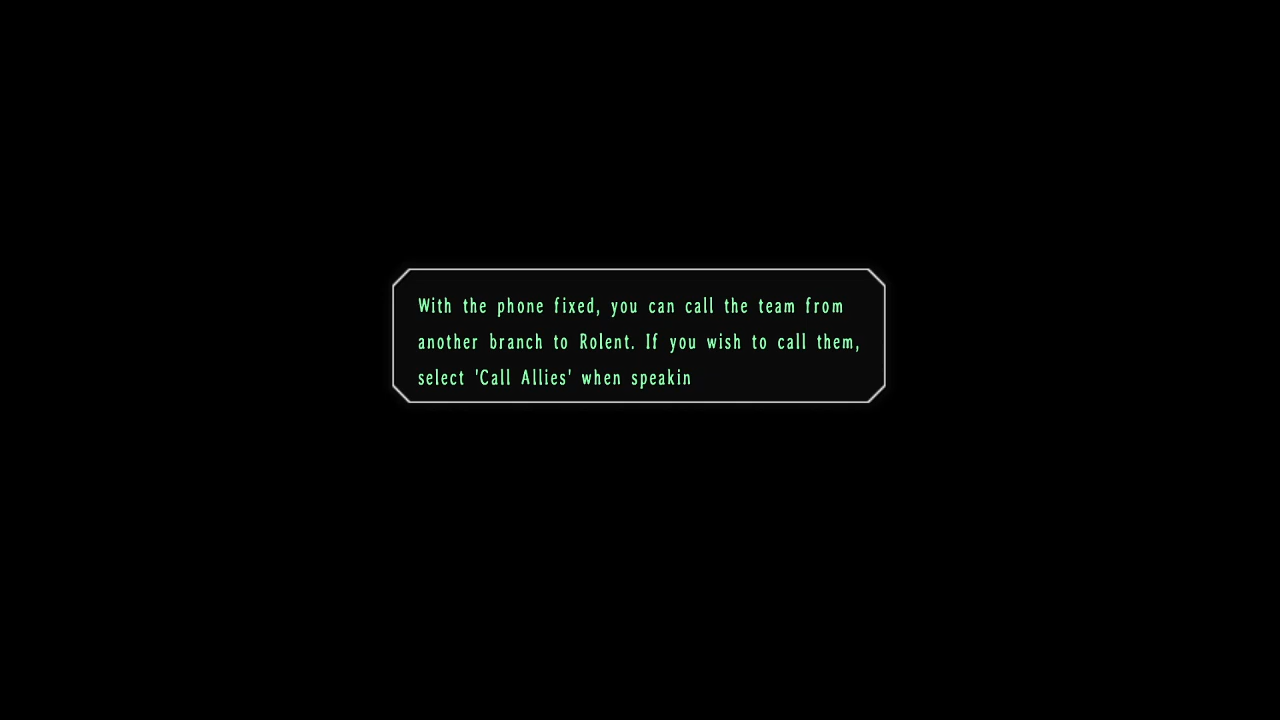 With the phone fixed, you can call the team from
another branch to Rolent. If you wish to call them,
select 'Call Allies' when speakin